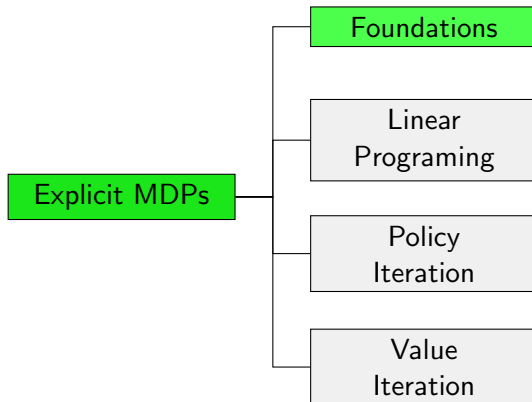 Foundations
Linear
Programing
Explicit MDPs
Policy
Iteration
Value
Iteration